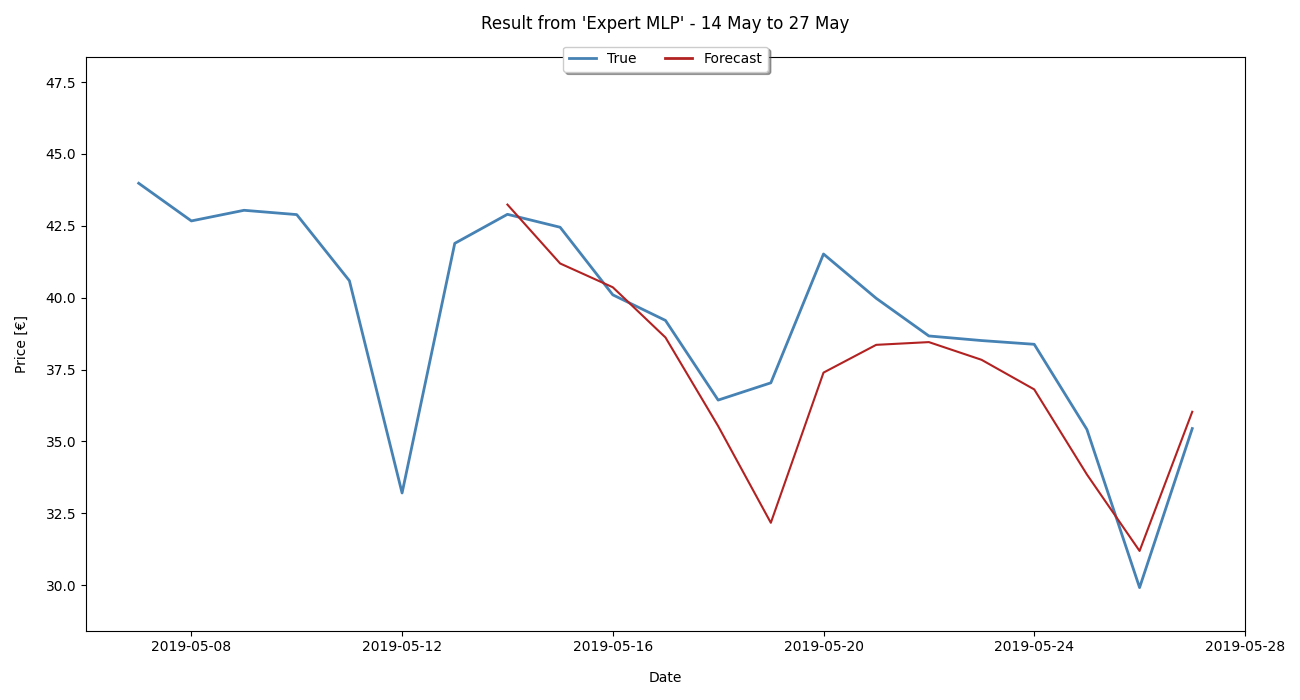 Result from 'Expert MLP' - 14 May to 27 May
True Forecast
47.5
45.0
42.5
40.0
37.5
35.0
32.5
30.0
Price [€]
2019-05-08 2019-05-12 2019-05-16 2019-05-20 2019-05-24 2019-05-28
Date